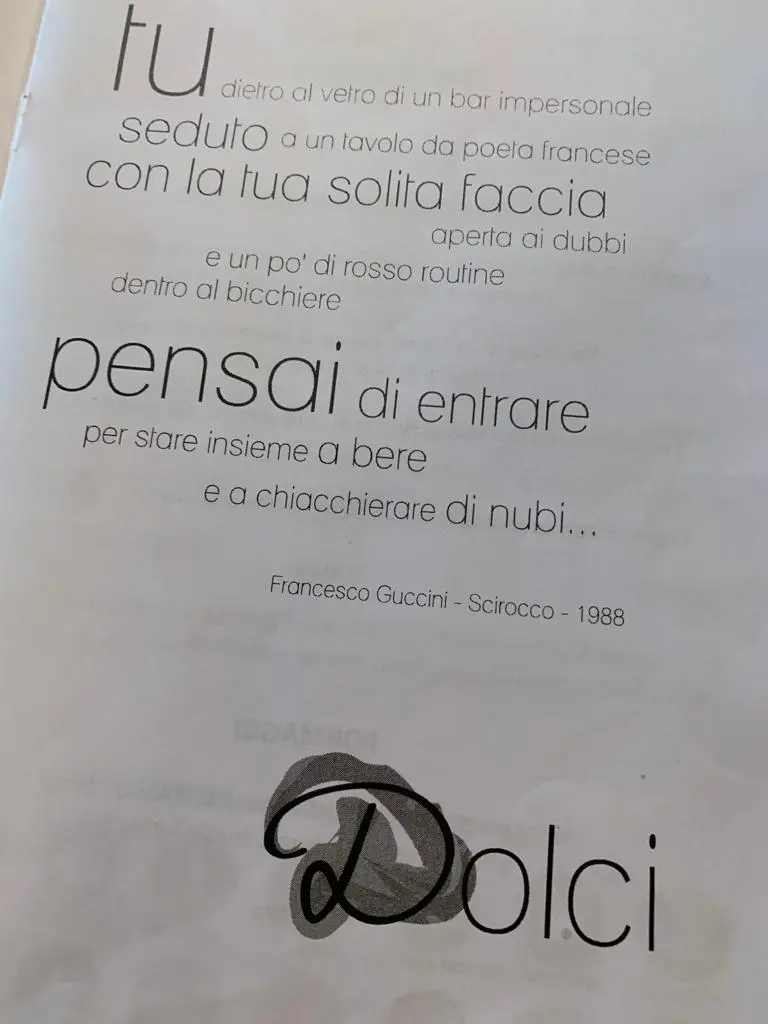 tu dietro al vetro di un bar impersonale
seduto a un tavolo da poeta francese
con la tua solita faccia
aperta ai dubbi
e un po' di rosso routine
dentro al bicchiere
pensai di entrare
per stare insieme a bere
e a chiacchierare di nubi...
Francesco Guccini - Scirocco - 1988
FORMAGGI
Dolci